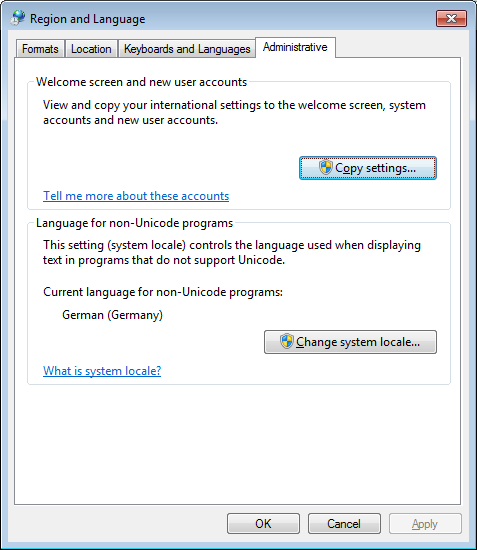 Region and Language
Formats
Location
Keyboards and Languages
Administrative
Welcome screen and new user accounts
View and copy your international settings to the welcome screen, system
accounts and new user accounts.
Copy settings...
Tell me more about these accounts
Language for non-Unicode programs
This setting (system locale) controls the language used when displaying
text in programs that do not support Unicode.
Current language for non-Unicode programs:
German (Germany)
Change system locale...
What is system locale?
OK
Cancel
Apply